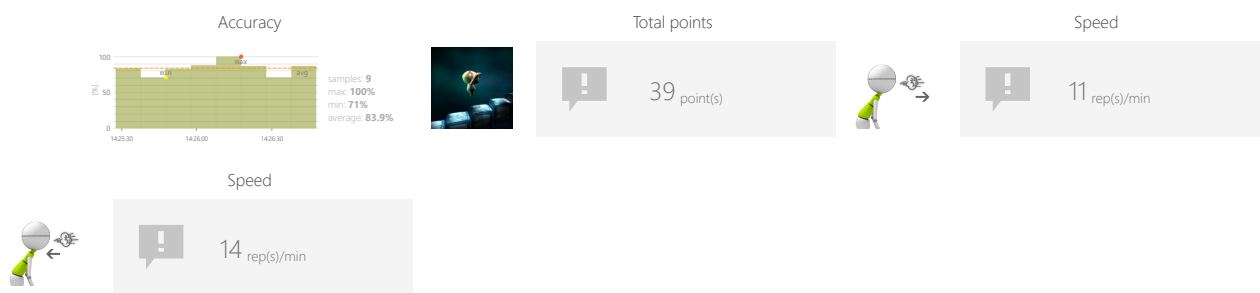 Accuracy
Total points
Speed
100
max
min
avg
[%]
50
0
14:25:30
14:26:00
14:26:30
samples: 9
max: 100%
min: 71%
average: 83.9%
39 point(s)
11 rep(s)/min
Speed
14 rep(s)/min